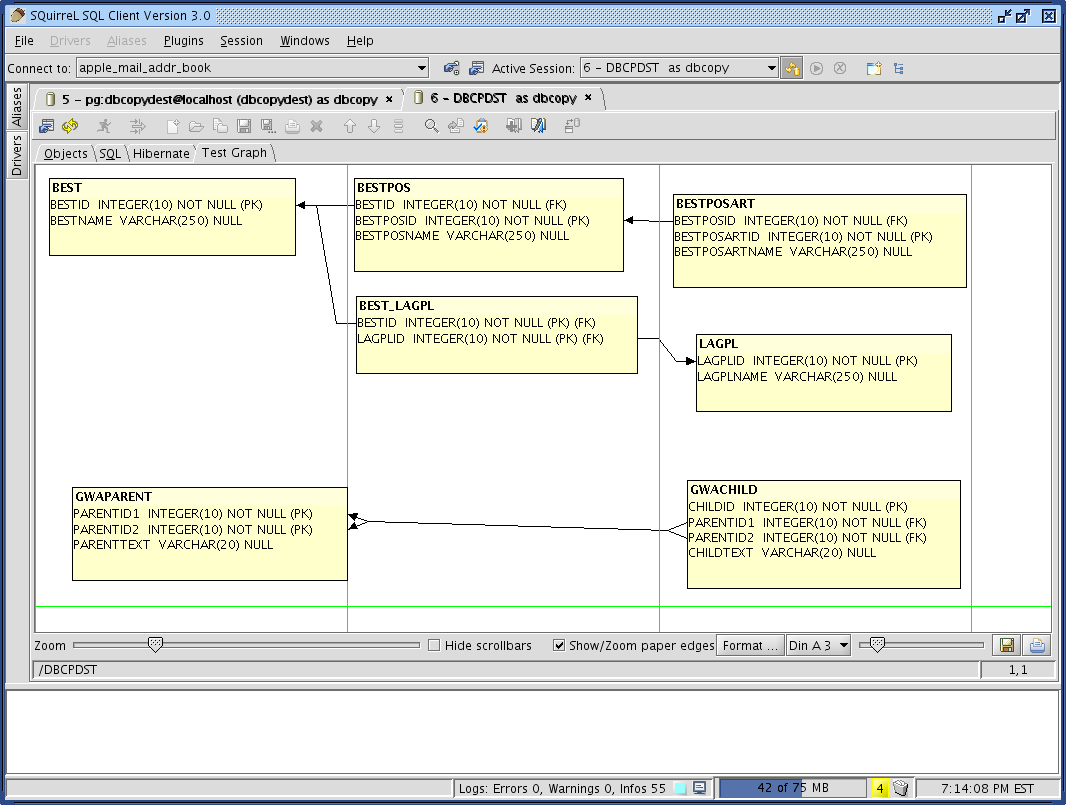 SQuirreL SQL Client Version 3.0
File Drivers Aliases Plugins Session Windows Help
Connect to: apple_mail_addr_book Active Session: 6 - DBCPDST as dbcopy
Aliases
Drivers
5 - pg:dbcopydest@localhost (dbcopydest) as dbcopy × 6 - DBCPDST as dbcopy ×
Objects SQL Hibernate Test Graph
BEST
BESTID INTEGER(10) NOT NULL (PK)
BESTNAME VARCHAR(250) NULL
BESTPOS
BESTID INTEGER(10) NOT NULL (FK)
BESTPOSID INTEGER(10) NOT NULL (PK)
BESTPOSNAME VARCHAR(250) NULL
BESTPOSART
BESTPOSID INTEGER(10) NOT NULL (FK)
BESTPOSARTID INTEGER(10) NOT NULL (PK)
BESTPOSARTNAME VARCHAR(250) NULL
BEST_LAGPL
BESTID INTEGER(10) NOT NULL (PK) (FK)
LAGPLID INTEGER(10) NOT NULL (PK) (FK)
LAGPL
LAGPLID INTEGER(10) NOT NULL (PK)
LAGPLNAME VARCHAR(250) NULL
GWAPARENT
PARENTID1 INTEGER(10) NOT NULL (PK)
PARENTID2 INTEGER(10) NOT NULL (PK)
PARENTTEXT VARCHAR(20) NULL
GWACHILD
CHILDID INTEGER(10) NOT NULL (PK)
PARENTID1 INTEGER(10) NOT NULL (FK)
PARENTID2 INTEGER(10) NOT NULL (FK)
CHILDTEXT VARCHAR(20) NULL
Zoom Hide scrollbars Show/Zoom paper edges Format ... Din A 3
/DBCPDST 1,1
Logs: Errors 0, Warnings 0, Infos 55 42 of 75 MB 4 7:14:08 PM EST